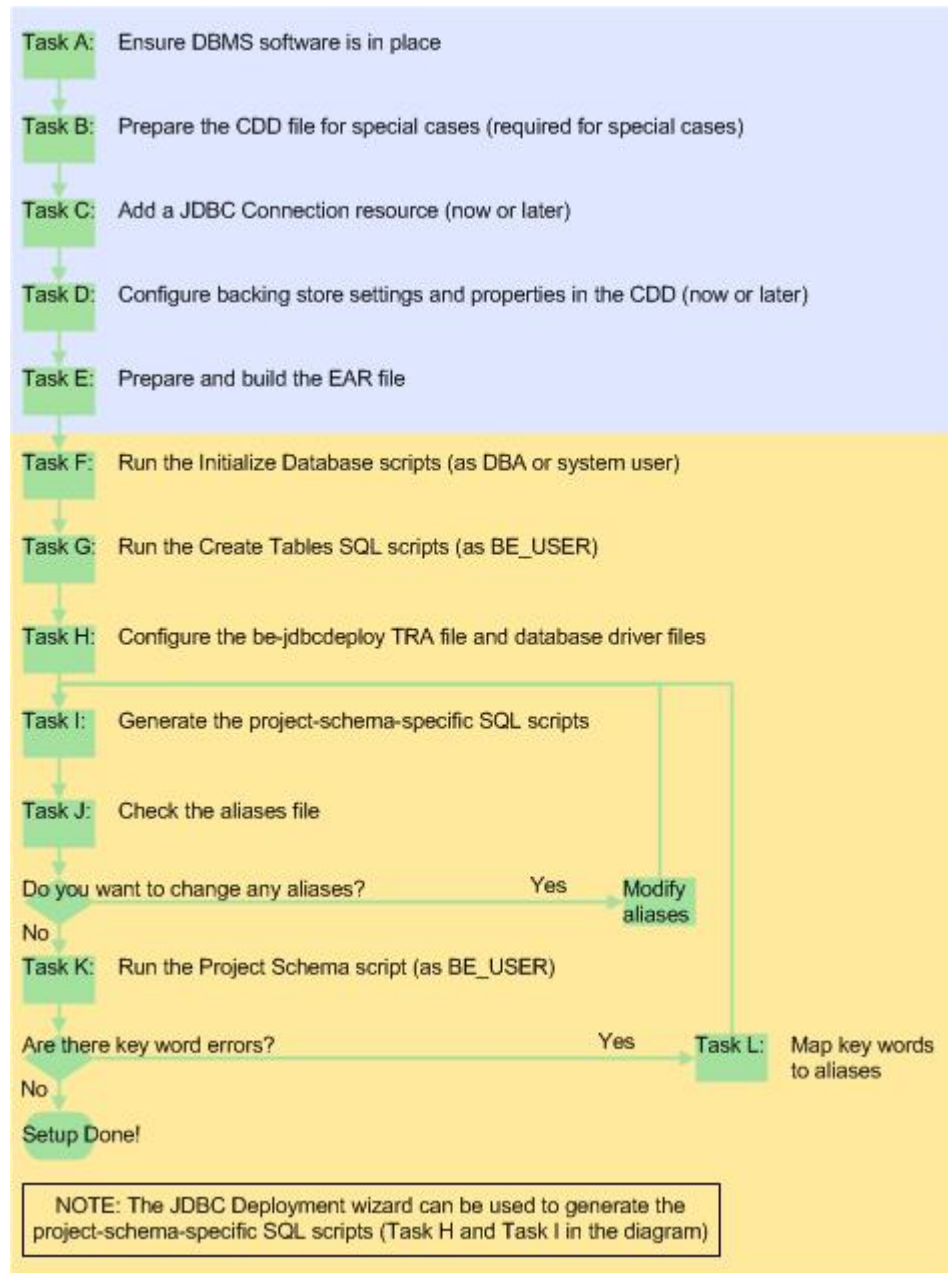 Task A: Ensure DBMS software is in place
Task B: Prepare the CDD file for special cases (required for special cases)
Task C: Add a JDBC Connection resource (now or later)
Task D: Configure backing store settings and properties in the CDD (now or later)
Task E: Prepare and build the EAR file
Task F: Run the Initialize Database scripts (as DBA or system user)
Task G: Run the Create Tables SQL scripts (as BE_USER)
Task H: Configure the be-jdbcdeploy TRA file and database driver files
Task I: Generate the project-schema-specific SQL scripts
Task J: Check the aliases file
Do you want to change any aliases? Yes Modify
aliases
No
Task K: Run the Project Schema script (as BE_USER)
Are there key word errors? Yes Task L: Map key words
to aliases
No
Setup Done!
NOTE: The JDBC Deployment wizard can be used to generate the
project-schema-specific SQL scripts (Task H and Task I in the diagram)